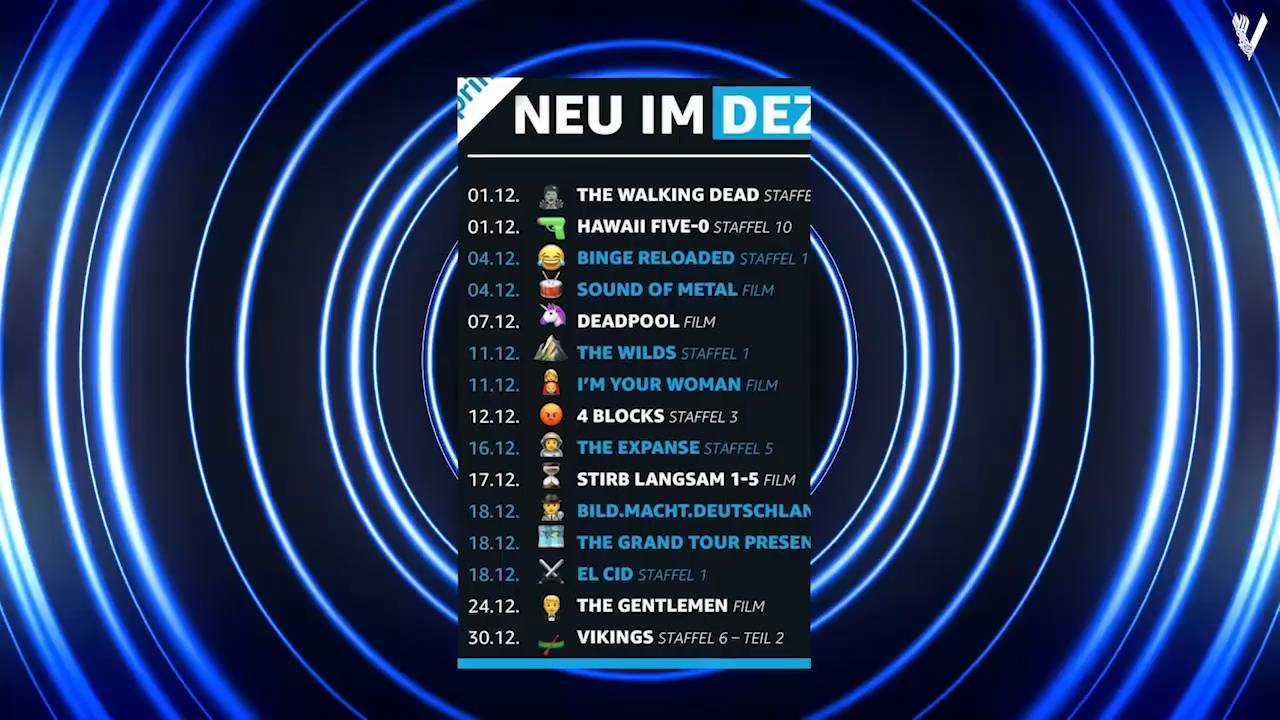 prin
NEU IM DEZ
01.12. THE WALKING DEAD STAFFE
01.12. HAWAII FIVE-0 STAFFEL 10
04.12. BINGE RELOADED STAFFEL 1
04.12. SOUND OF METAL FILM
07.12. DEADPOOL FILM
11.12. THE WILDS STAFFEL 1
11.12. I'M YOUR WOMAN FILM
12.12. 4 BLOCKS STAFFEL 3
16.12. THE EXPANSE STAFFEL 5
17.12. STIRB LANGSAM 1-5 FILM
18.12. BILD.MACHT.DEUTSCHLAN
18.12. THE GRAND TOUR PRESEN
18.12. EL CID STAFFEL 1
24.12. THE GENTLEMEN FILM
30.12. VIKINGS STAFFEL 6 – TEIL 2